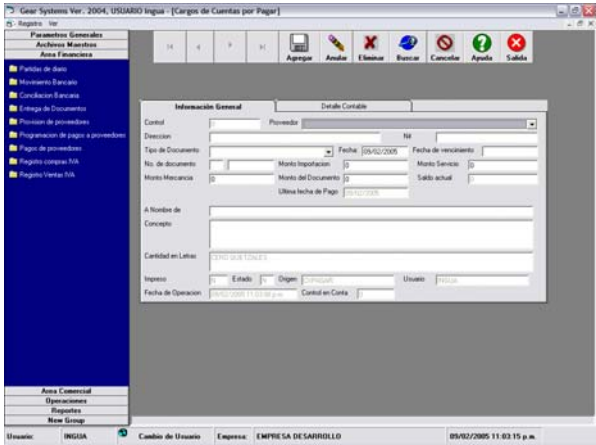 Gear Systems Ver. 2004, USUARIO Ingua - [Cargos de Cuentas por Pagar]
Registro Ver
Parametros Generales
Archivos Maestros
Area Financiera
Partidas de diario
Movimiento Bancario
Conciliacion Bancaria
Entrega de Documentos
Provision de proveedores
Programacion de pagos a proveedores
Pagos de proveedores
Registro compras IVA
Registro Ventas IVA
Area Comercial
Operaciones
Reportes
New Group
Agregar Anular Eliminar Buscar Cancelar Ayuda Salida
Información General Detalle Contable
Control Proveedor
Direccion Nit
Tipo de Documento Fecha: 09/02/2005 Fecha de vencimiento
No. de documento Monto Importacion 0 Monto Servicio 0
Monto Mercancia 0 Monto del Documento 0 Saldo actual
Ultima fecha de Pago 09/02/2005
A Nombre de
Concepto
Cantidad en Letras CERO QUETZALES
Impreso N Estado Origen CXPAGAR Usuario INGUA
Fecha de Operacion 09/02/2005 11:03:08 p.m. Control en Conta
Usuario: INGUA Cambio de Usuario Empresa: EMPRESA DESARROLLO 09/02/2005 11:03:15 p.m.